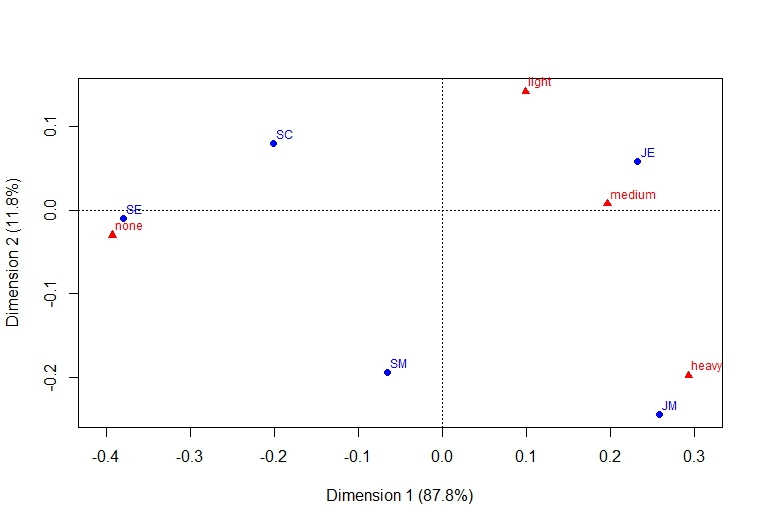 light
0.1
SC
JE
medium
0.0
SE
none
-0.1
SM
heavy
-0.2
JM
-0.4 -0.3 -0.2 -0.1 0.0 0.1 0.2 0.3
Dimension 1 (87.8%)
Dimension 2 (11.8%)